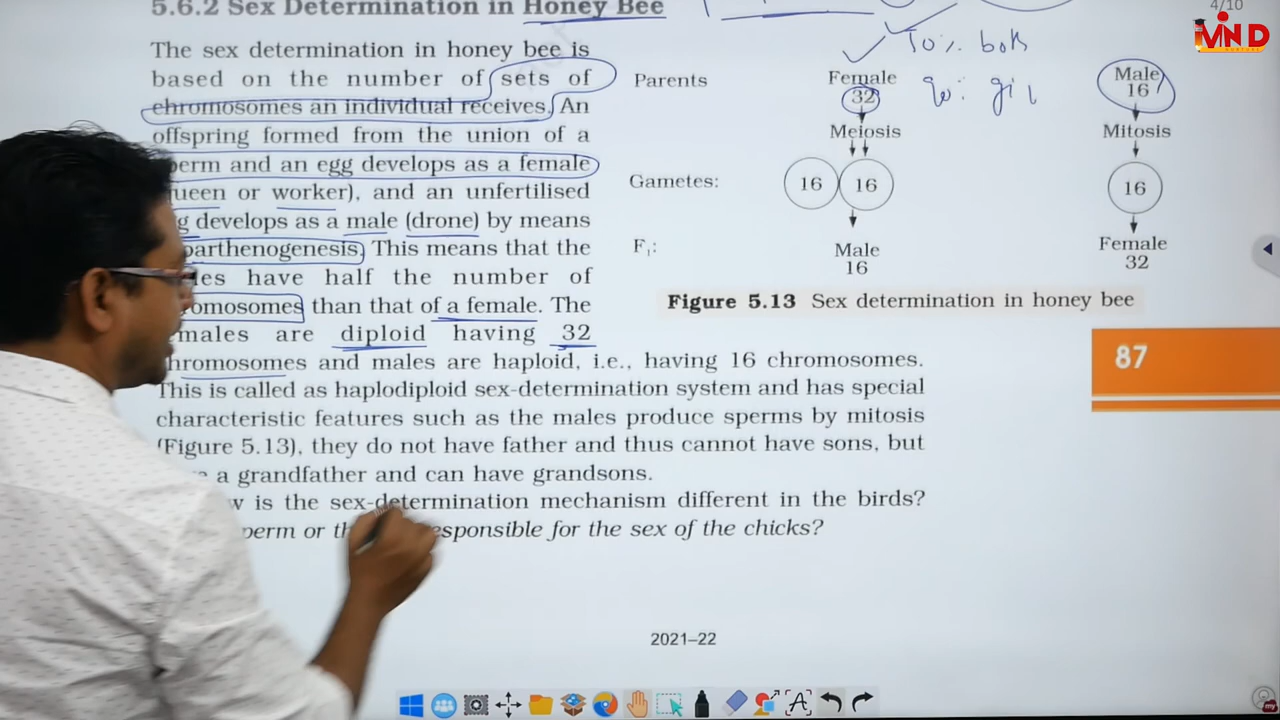 5.6.2 Sex Determination in Honey Bee
The sex determination in honey bee is
based on the number of sets of
chromosomes an individual receives. An
offspring formed from the union of a
perm and an egg develops as a female
ueen or worker), and an unfertilised
g develops as a male (drone) by means
parthenogenesis. This means that the
les have half the number of
omosomes than that of a female. The
males are diploid having 32
hromosomes and males are haploid, i.e., having 16 chromosomes.
This is called as haplodiploid sex-determination system and has special
characteristic features such as the males produce sperms by mitosis
(Figure 5.13), they do not have father and thus cannot have sons, but
a grandfather and can have grandsons.
w is the sex-determination mechanism different in the birds?
perm or th esponsible for the sex of the chicks?
Parents Female Male
32 16
Meiosis Mitosis
Gametes: 16 16 16
F1: Male Female
16 32
Figure 5.13 Sex determination in honey bee
87
2021–22
4/10
MIND